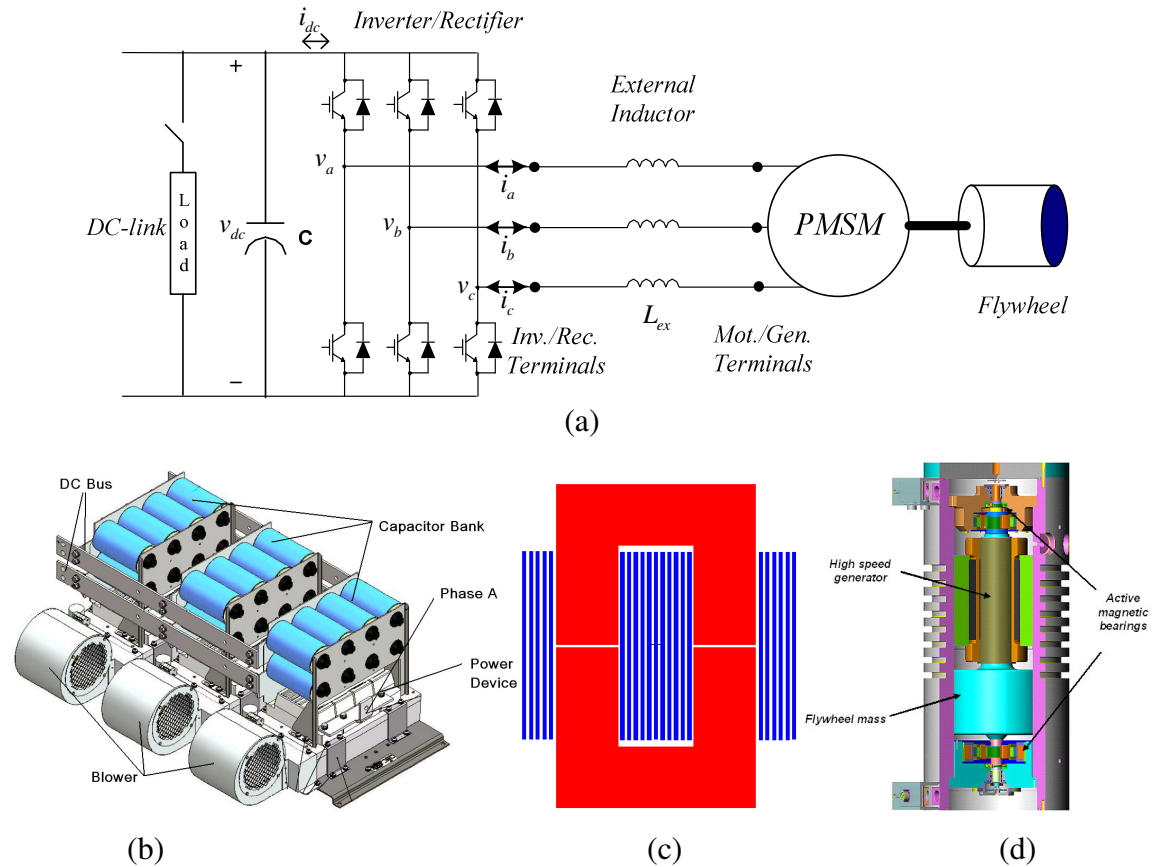 i_dc
Inverter/Rectifier
+
External
Inductor
v_a
i_a
Load
DC-link
v_dc
C
v_b
i_b
PMSM
v_c
i_c
L_ex
Flywheel
Inv./Rec.
Terminals
Mot./Gen.
Terminals
−
(a)
DC Bus
Capacitor Bank
Phase A
Power
Device
Blower
High speed
generator
Active
magnetic
bearings
Flywheel mass
(b)
(c)
(d)